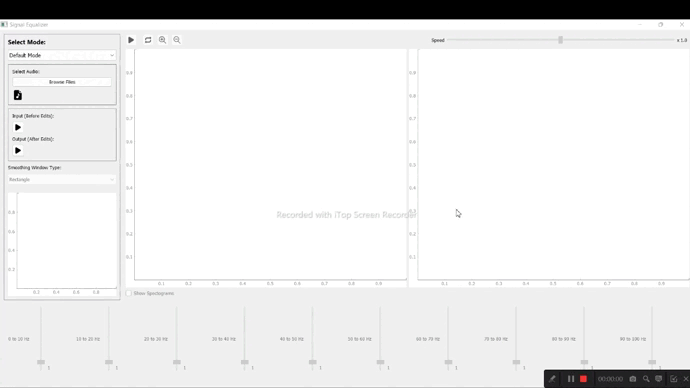 Signal Equalizer
Select Mode:
Default Mode
Select Audio:
Browse Files
Input (Before Edits):
Output (After Edits):
Smoothing Window Type:
Rectangle
0.8
0.6
0.4
0.2
0.2 0.4 0.6 0.8
Speed
x 1.0
0.9
0.8
0.7
0.6
0.5
0.4
0.3
0.2
0.1
0.1 0.2 0.3 0.4 0.5 0.6 0.7 0.8 0.9
0.9
0.8
0.7
0.6
0.5
0.4
0.3
0.2
0.1
0.1 0.2 0.3 0.4 0.5 0.6 0.7 0.8 0.9
Recorded with iTop Screen Recorder
Show Spectrograms
0 to 10 Hz 10 to 20 Hz 20 to 30 Hz 30 to 40 Hz 40 to 50 Hz 50 to 60 Hz 60 to 70 Hz 70 to 80 Hz 80 to 90 Hz 90 to 100 Hz
1 1 1 1 1 1 1 1
00:00:00